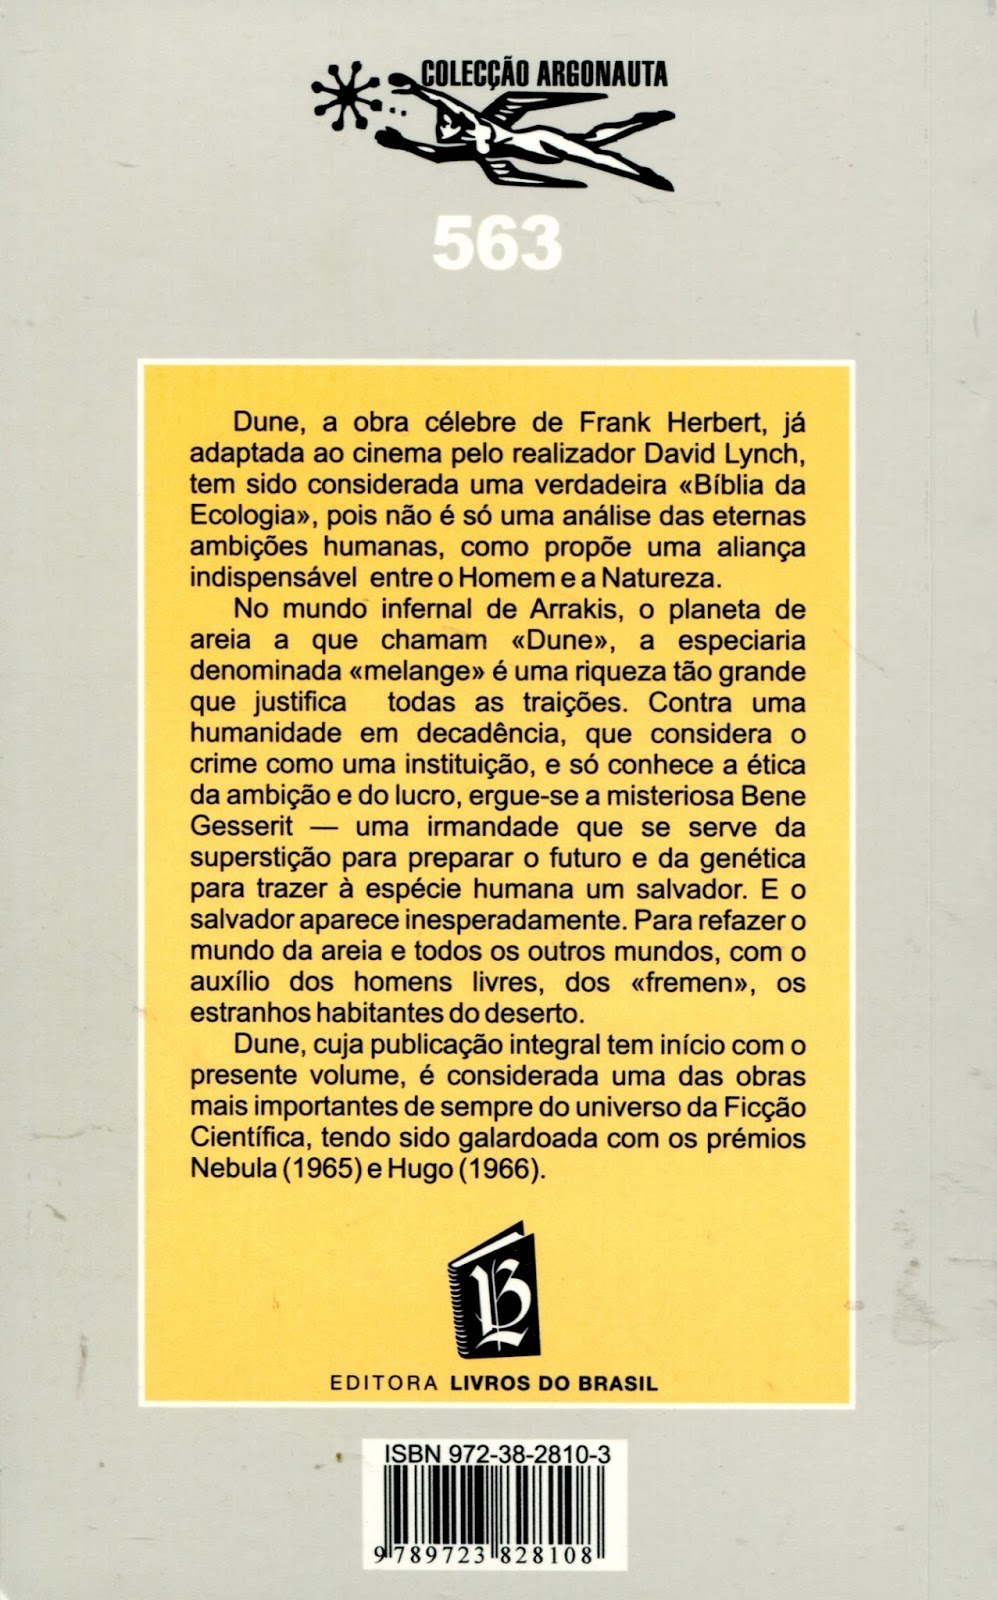 COLECÇÃO ARGONAUTA
563
Dune, a obra célebre de Frank Herbert, já
adaptada ao cinema pelo realizador David Lynch,
tem sido considerada uma verdadeira «Bíblia da
Ecologia», pois não é só uma análise das eternas
ambições humanas, como propõe uma aliança
indispensável entre o Homem e a Natureza.
No mundo infernal de Arrakis, o planeta de
areia a que chamam «Dune», a especiaria
denominada «melange» é uma riqueza tão grande
que justifica todas as traições. Contra uma
humanidade em decadência, que considera o
crime como uma instituição, e só conhece a ética
da ambição e do lucro, ergue-se a misteriosa Bene
Gesserit — uma irmandade que se serve da
superstição para preparar o futuro e da genética
para trazer à espécie humana um salvador. E o
salvador aparece inesperadamente. Para refazer o
mundo da areia e todos os outros mundos, com o
auxílio dos homens livres, dos «fremen», os
estranhos habitantes do deserto.
Dune, cuja publicação integral tem início com o
presente volume, é considerada uma das obras
mais importantes de sempre do universo da Ficção
Científica, tendo sido galardoada com os prémios
Nebula (1965) e Hugo (1966).
LB
EDITORA LIVROS DO BRASIL
ISBN 972-38-2810-3
9 789723 828108